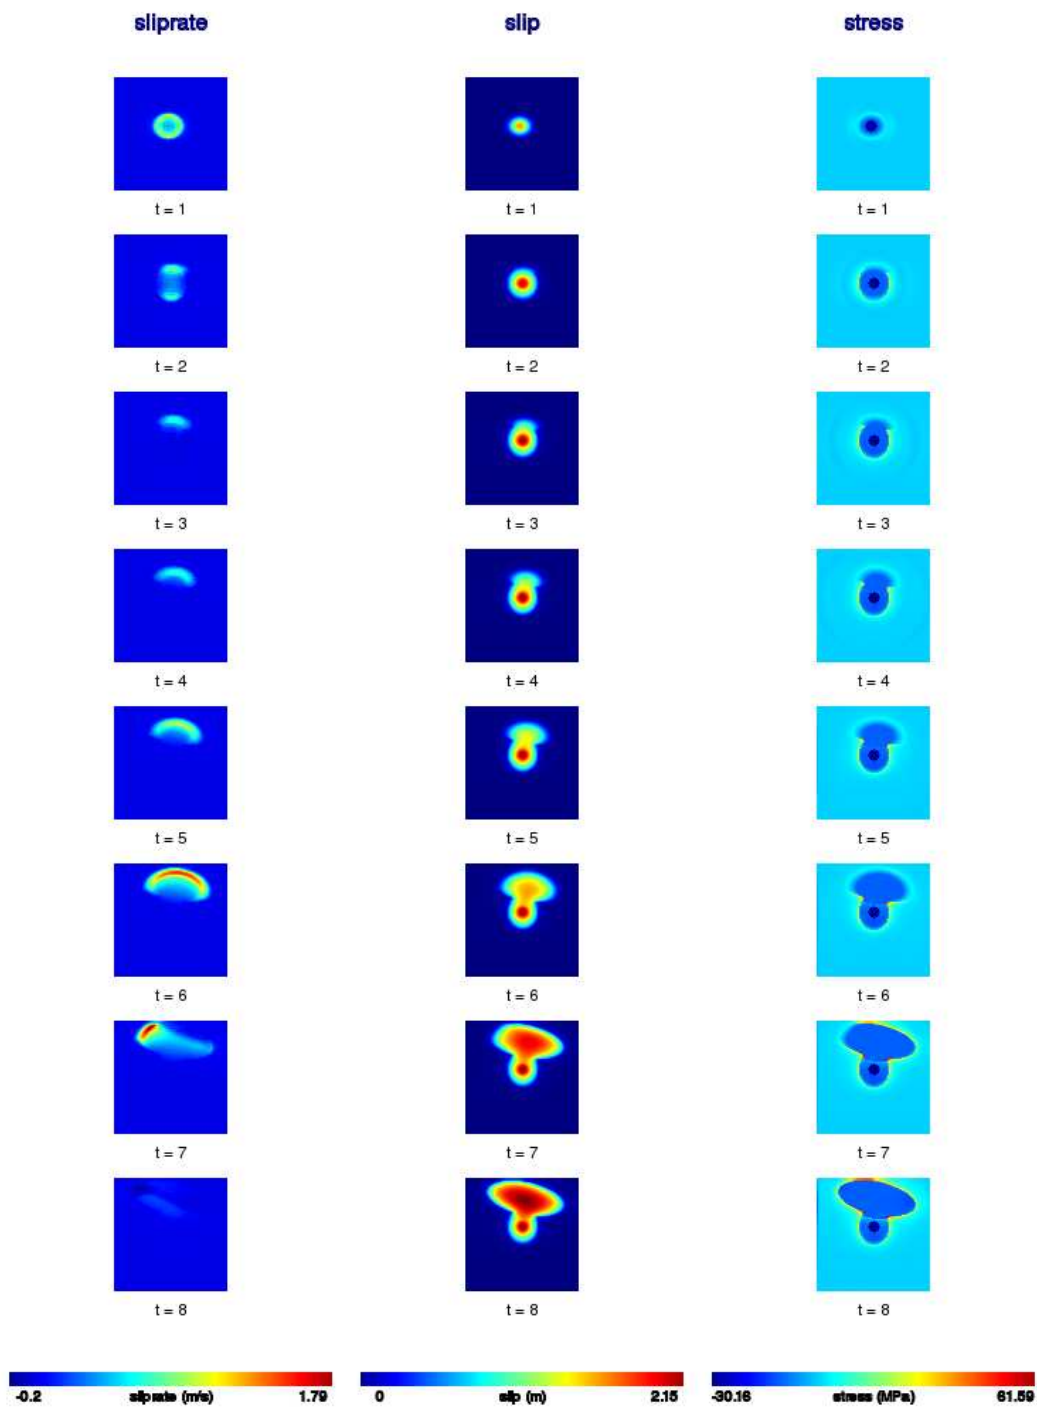 sliprate slip stress
t = 1 t = 1 t = 1
t = 2 t = 2 t = 2
t = 3 t = 3 t = 3
t = 4 t = 4 t = 4
t = 5 t = 5 t = 5
t = 6 t = 6 t = 6
t = 7 t = 7 t = 7
t = 8 t = 8 t = 8
-0.2 sliprate (m/s) 1.79 0 slip (m) 2.15 -30.16 stress (MPa) 61.59